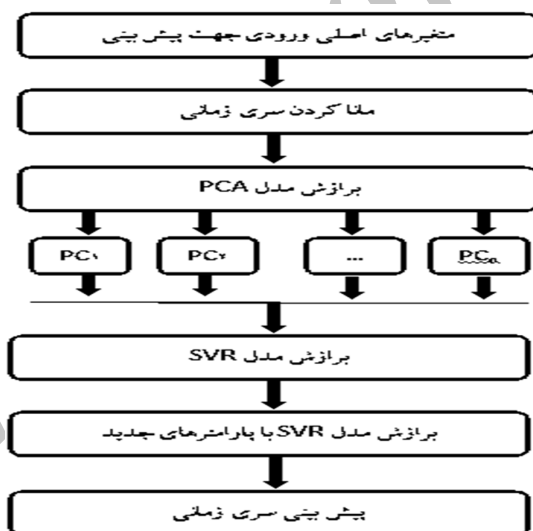 متغیرهای اصلی ورودی جهت پیش بینی
مانا کردن سری زمانی
برازش مدل PCA
PC۱ PC۲ ... PCn
برازش مدل SVR
برازش مدل SVR با پارامترهای جدید
پیش بینی سری زمانی